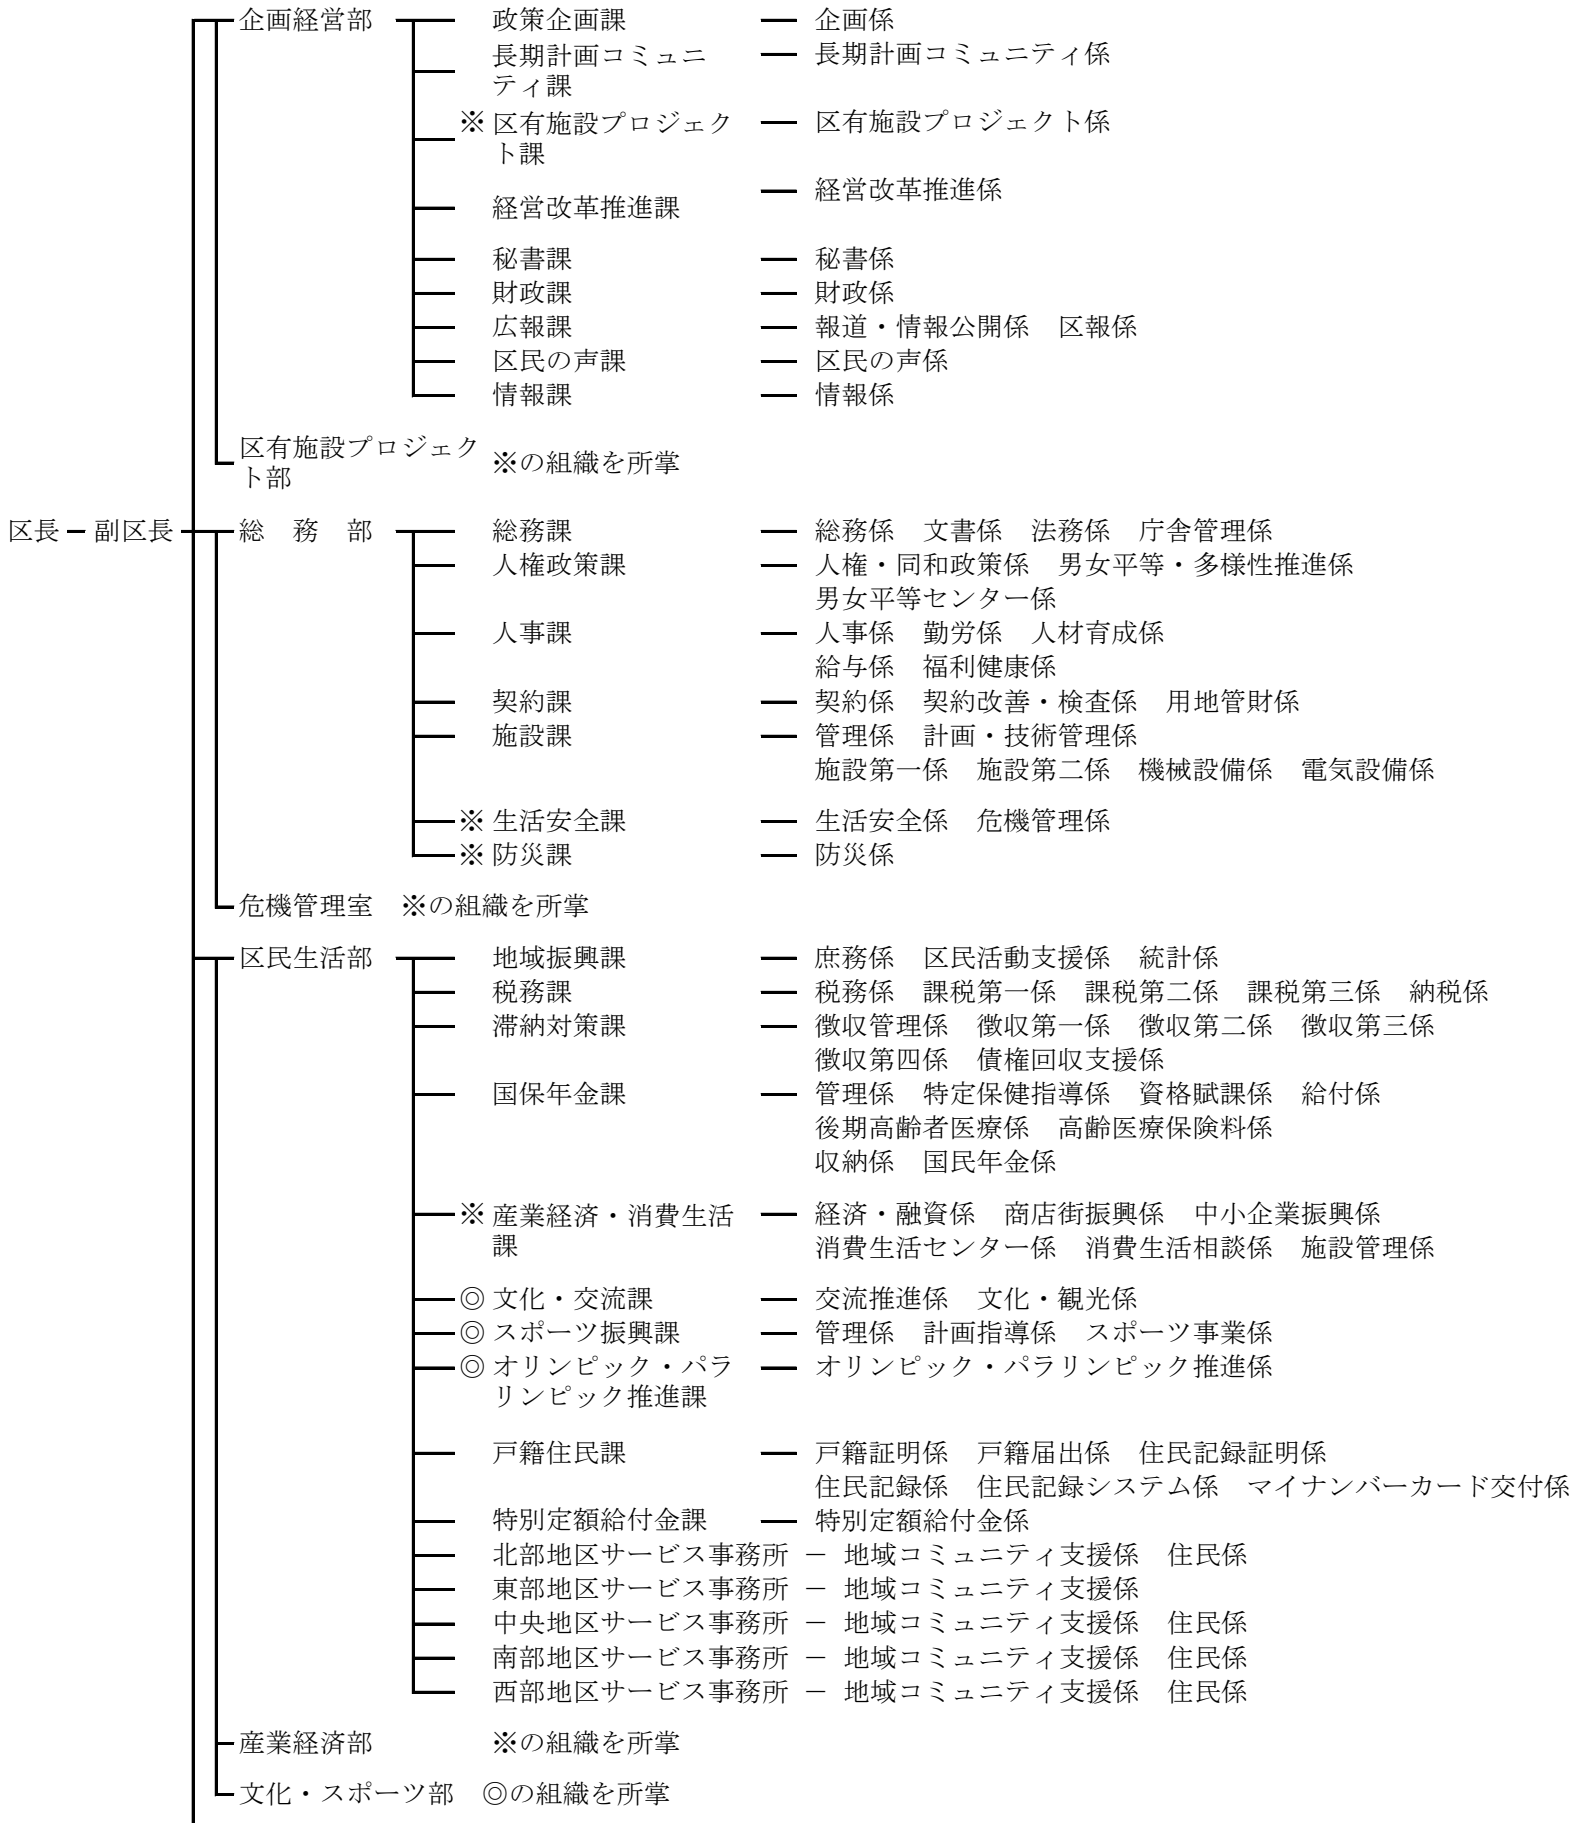 企画経営部 政策企画課 企画係
長期計画コミュニ 長期計画コミュニティ係
ティ課
※ 区有施設プロジェク 区有施設プロジェクト係
ト課
経営改革推進課 経営改革推進係
秘書課 秘書係
財政課 財政係
広報課 報道・情報公開係 区報係
区民の声課 区民の声係
情報課 情報係
区有施設プロジェク
ト部
※の組織を所掌
区長 副区長 総 務 部 総務課 総務係 文書係 法務係 庁舎管理係
人権政策課 人権・同和政策係 男女平等・多様性推進係
男女平等センター係
人事課 人事係 勤労係 人材育成係
給与係 福利健康係
契約課 契約係 契約改善・検査係 用地管財係
施設課 管理係 計画・技術管理係
施設第一係 施設第二係 機械設備係 電気設備係
※ 生活安全課 生活安全係 危機管理係
※ 防災課 防災係
危機管理室 ※の組織を所掌
区民生活部 地域振興課 庶務係 区民活動支援係 統計係
税務課 税務係 課税第一係 課税第二係 課税第三係 納税係
滞納対策課 徴収管理係 徴収第一係 徴収第二係 徴収第三係
徴収第四係 債権回収支援係
国保年金課 管理係 特定保健指導係 資格賦課係 給付係
後期高齢者医療係 高齢医療保険料係
収納係 国民年金係
※ 産業経済・消費生活 経済・融資係 商店街振興係 中小企業振興係
課 消費生活センター係 消費生活相談係 施設管理係
◎ 文化・交流課 交流推進係 文化・観光係
◎ スポーツ振興課 管理係 計画指導係 スポーツ事業係
◎ オリンピック・パラ オリンピック・パラリンピック推進係
リンピック推進課
戸籍住民課 戸籍証明係 戸籍届出係 住民記録証明係
住民記録係 住民記録システム係 マイナンバーカード交付係
特別定額給付金課 特別定額給付金係
北部地区サービス事務所 － 地域コミュニティ支援係 住民係
東部地区サービス事務所 － 地域コミュニティ支援係
中央地区サービス事務所 － 地域コミュニティ支援係 住民係
南部地区サービス事務所 － 地域コミュニティ支援係 住民係
西部地区サービス事務所 － 地域コミュニティ支援係 住民係
産業経済部 ※の組織を所掌
文化・スポーツ部 ◎の組織を所掌